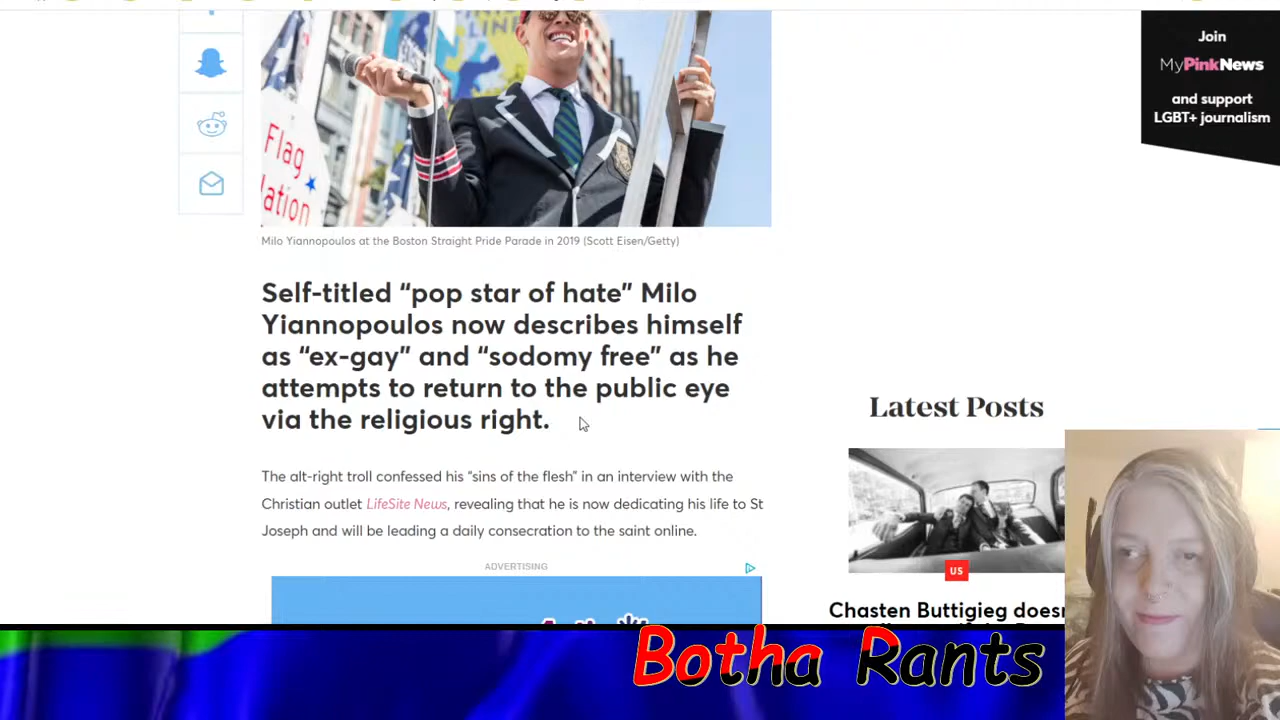 Join
MyPinkNews
and support
LGBT+ journalism
Flag
Milo Yiannopoulos at the Boston Straight Pride Parade in 2019 (Scott Eisen/Getty)
Self-titled “pop star of hate” Milo
Yiannopoulos now describes himself
as “ex-gay” and “sodomy free” as he
attempts to return to the public eye
via the religious right.
The alt-right troll confessed his “sins of the flesh” in an interview with the
Christian outlet LifeSite News, revealing that he is now dedicating his life to St
Joseph and will be leading a daily consecration to the saint online.
ADVERTISING
Latest Posts
US
Chasten Buttigieg
Botha Rants